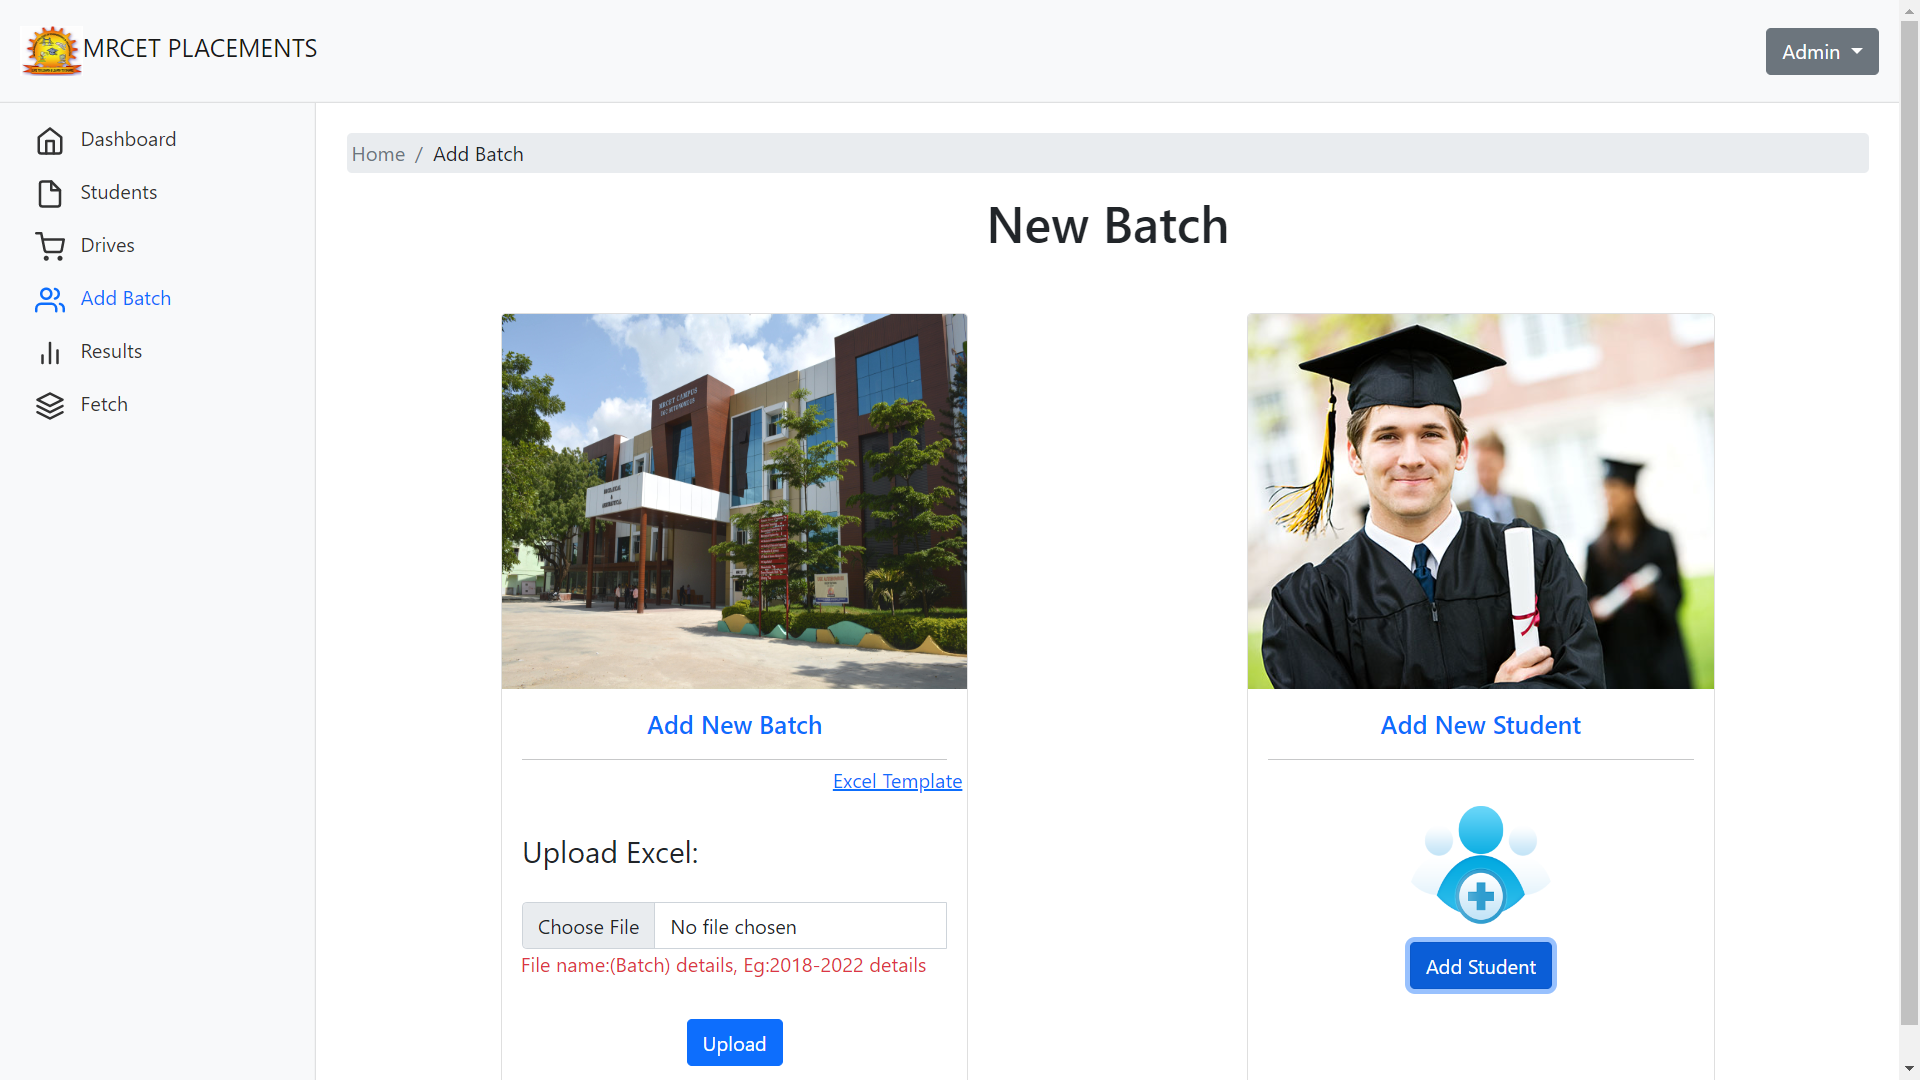 MRCET PLACEMENTS
Admin
Dashboard
Students
Drives
Add Batch
Results
Fetch
Home / Add Batch
New Batch
MRCET CAMPUS
Add New Batch
Excel Template
Upload Excel:
Choose File No file chosen
File name:(Batch) details, Eg:2018-2022 details
Upload
Add New Student
Add Student